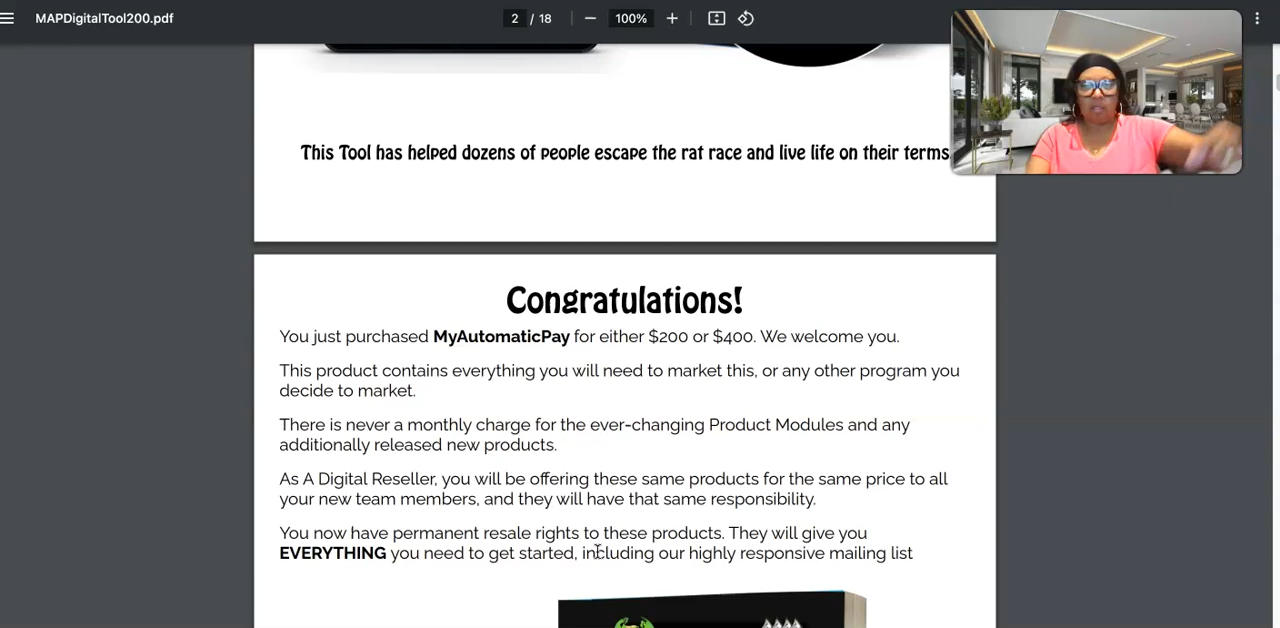 MAPDigitalTool200.pdf
2 / 18
100%
This Tool has helped dozens of people escape the rat race and live life on their terms.
Congratulations!
You just purchased MyAutomaticPay for either $200 or $400. We welcome you.
This product contains everything you will need to market this, or any other program you
decide to market.
There is never a monthly charge for the ever-changing Product Modules and any
additionally released new products.
As A Digital Reseller, you will be offering these same products for the same price to all
your new team members, and they will have that same responsibility.
You now have permanent resale rights to these products. They will give you
EVERYTHING you need to get started, including our highly responsive mailing list